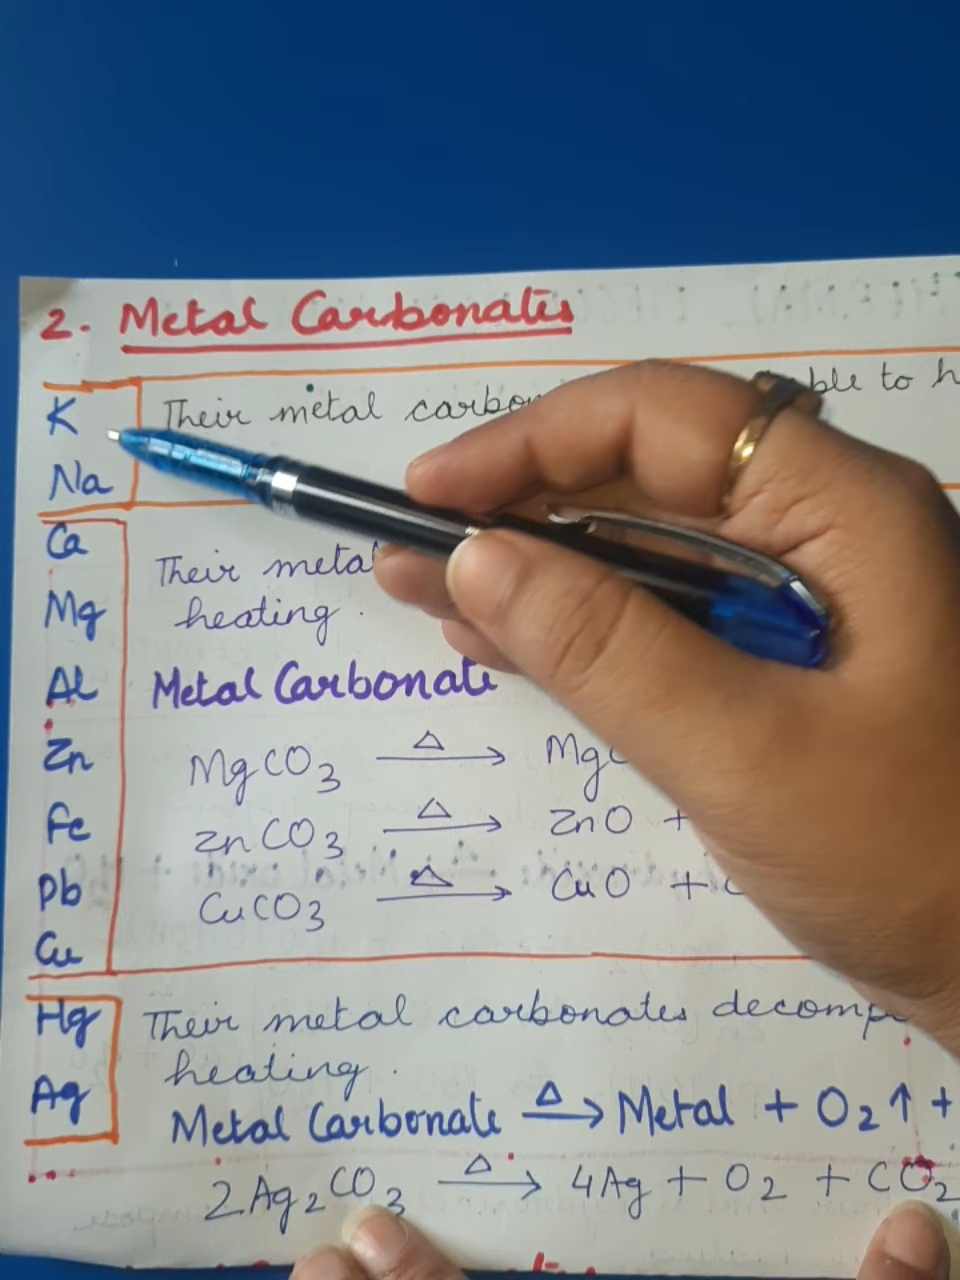 2. Metal Carbonates
K
Their metal carbo ble to h
Na
Ca
Their metal
Mg
heating.
Al
Metal Carbonate
Zn
MgCO3 △→ Mg
Fe
ZnCO3 △→ ZnO +
Pb
CuCO3 △→ CuO + C
Cu
Hg
Their metal carbonates decomp
heating.
Ag
Metal Carbonate △→ Metal + O2↑ +
2Ag2CO3 △→ 4Ag + O2 + CO2